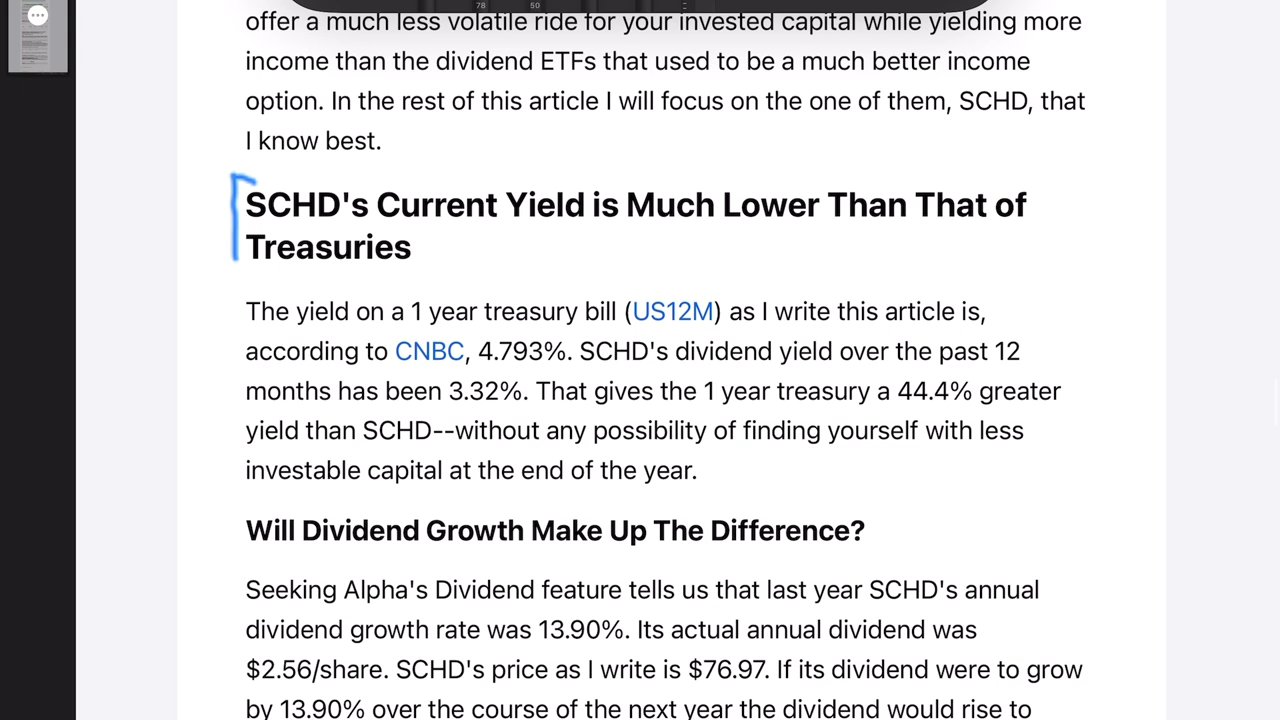 78 50
offer a much less volatile ride for your invested capital while yielding more
income than the dividend ETFs that used to be a much better income
option. In the rest of this article I will focus on the one of them, SCHD, that
I know best.
SCHD's Current Yield is Much Lower Than That of
Treasuries
The yield on a 1 year treasury bill (US12M) as I write this article is,
according to CNBC, 4.793%. SCHD's dividend yield over the past 12
months has been 3.32%. That gives the 1 year treasury a 44.4% greater
yield than SCHD--without any possibility of finding yourself with less
investable capital at the end of the year.
Will Dividend Growth Make Up The Difference?
Seeking Alpha's Dividend feature tells us that last year SCHD's annual
dividend growth rate was 13.90%. Its actual annual dividend was
$2.56/share. SCHD's price as I write is $76.97. If its dividend were to grow
by 13.90% over the course of the next year the dividend would rise to